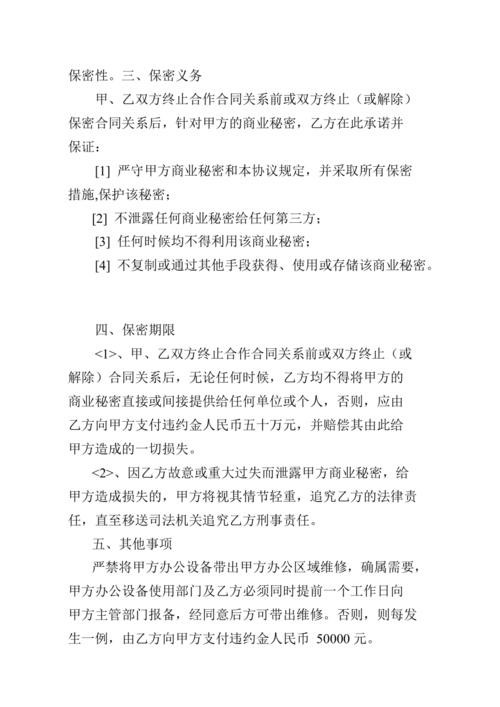 保密性。三、保密义务
甲、乙双方终止合作合同关系前或双方终止（或解除）
保密合同关系后，针对甲方的商业秘密，乙方在此承诺并
保证：
[1] 严守甲方商业秘密和本协议规定，并采取所有保密
措施,保护该秘密；
[2] 不泄露任何商业秘密给任何第三方；
[3] 任何时候均不得利用该商业秘密；
[4] 不复制或通过其他手段获得、使用或存储该商业秘密。
四、保密期限
<1>、甲、乙双方终止合作合同关系前或双方终止（或
解除）合同关系后，无论任何时候，乙方均不得将甲方的
商业秘密直接或间接提供给任何单位或个人，否则，应由
乙方向甲方支付违约金人民币五十万元，并赔偿其由此给
甲方造成的一切损失。
<2>、因乙方故意或重大过失而泄露甲方商业秘密，给
甲方造成损失的，甲方将视其情节轻重，追究乙方的法律责
任，直至移送司法机关追究乙方刑事责任。
五、其他事项
严禁将甲方办公设备带出甲方办公区域维修，确属需要，
甲方办公设备使用部门及乙方必须同时提前一个工作日向
甲方主管部门报备，经同意后方可带出维修。否则，则每发
生一例，由乙方向甲方支付违约金人民币 50000 元。